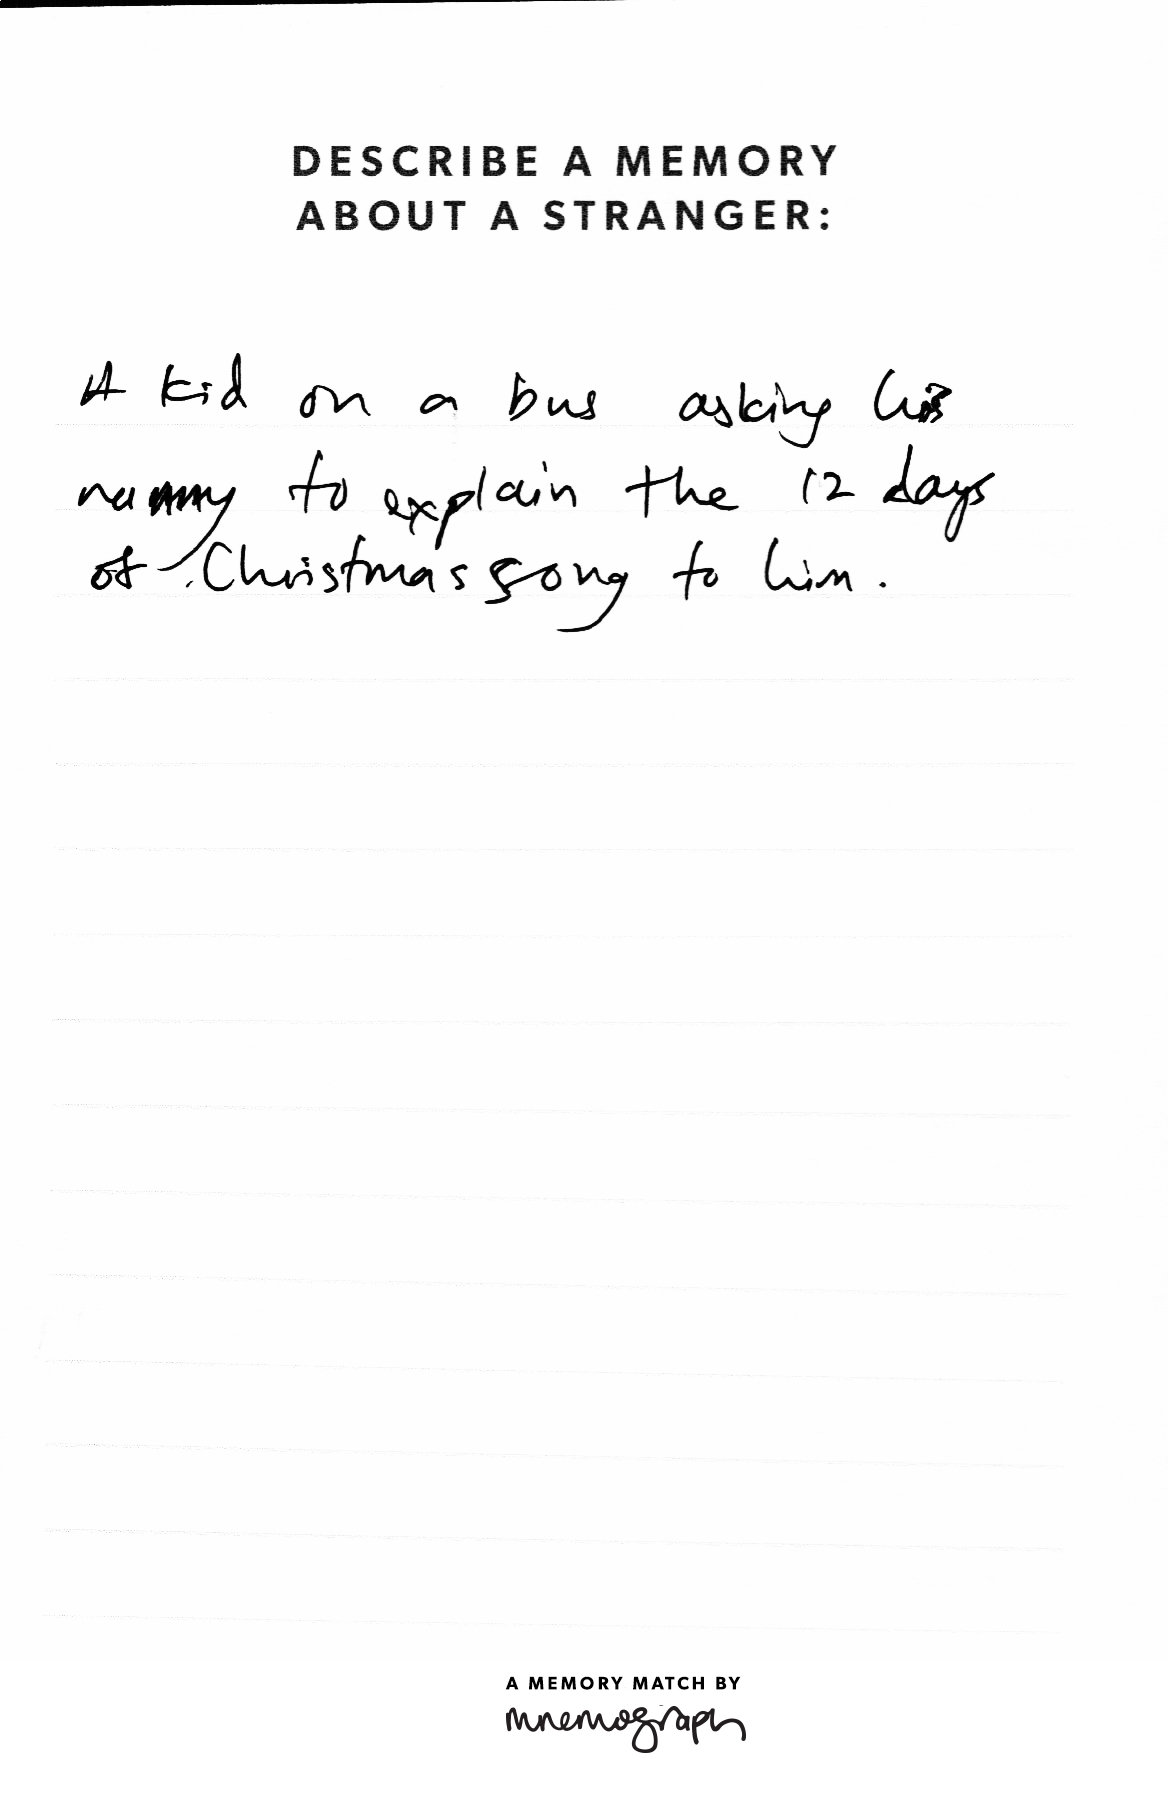 DESCRIBE A MEMORY
ABOUT A STRANGER:
A kid on a bus asking his
to explain the 12 days
of Christmas song to him.
A MEMORY MATCH BY
mnemograph